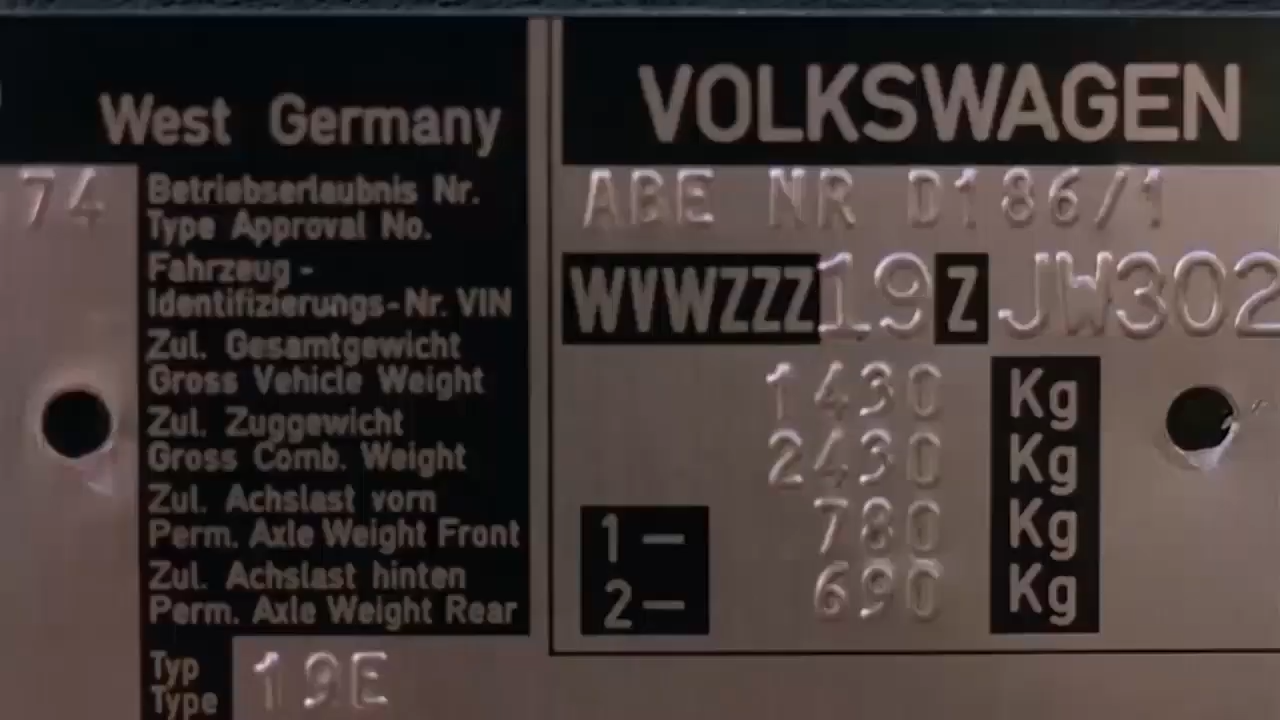 West Germany
VOLKSWAGEN
74
Betriebserlaubnis Nr.
Type Approval No.
ABE NR D186/1
Fahrzeug-
Identifizierungs-Nr. VIN
WVWZZZ19ZJW302
Zul. Gesamtgewicht
Gross Vehicle Weight
1430 Kg
Zul. Zuggewicht
Gross Comb. Weight
2430 Kg
Zul. Achslast vorn
Perm. Axle Weight Front
1- 780 Kg
Zul. Achslast hinten
Perm. Axle Weight Rear
2- 690 Kg
Typ
Type
19E